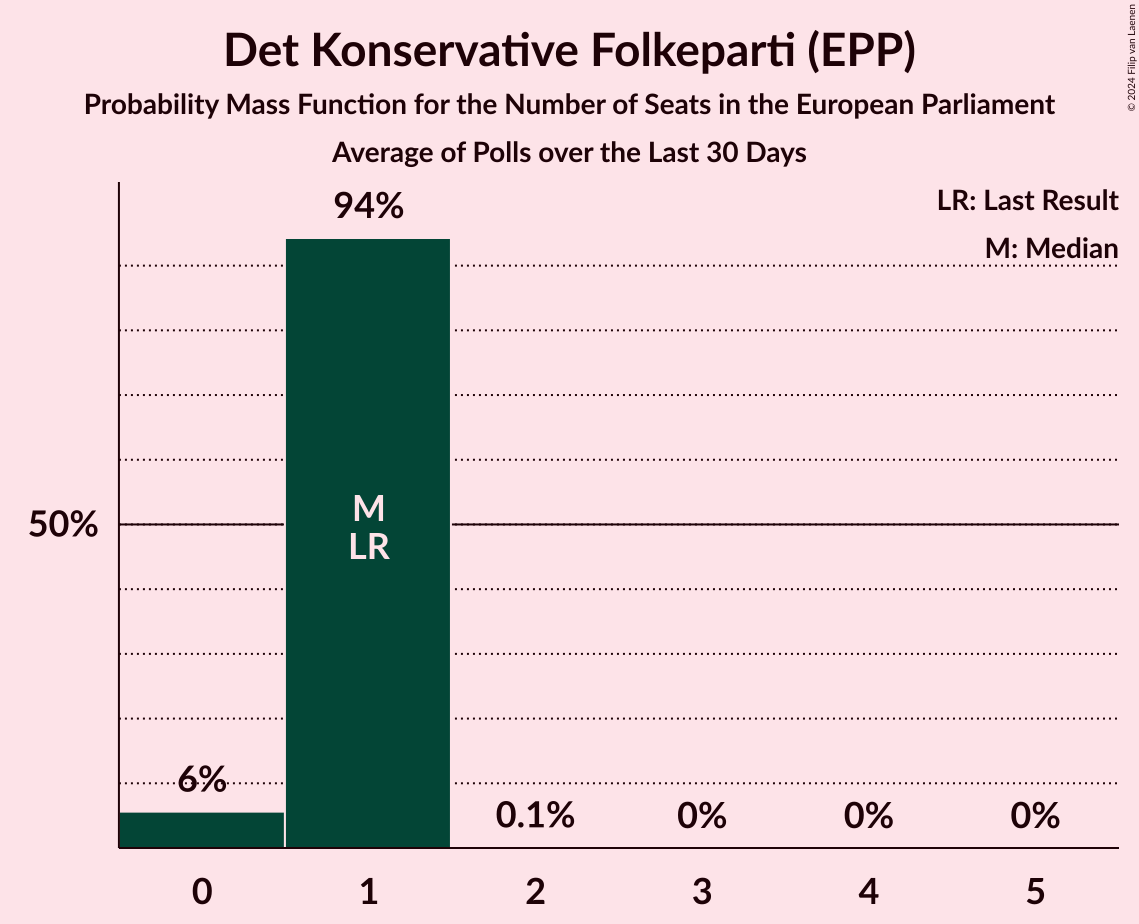 Det Konservative Folkeparti (EPP)
Probability Mass Function for the Number of Seats in the European Parliament
Average of Polls over the Last 30 Days
© 2024 Filip van Laenen
LR: Last Result
M: Median
94%
50%
M
LR
6%
0.1%
0%
0%
0%
0
1
2
3
4
5